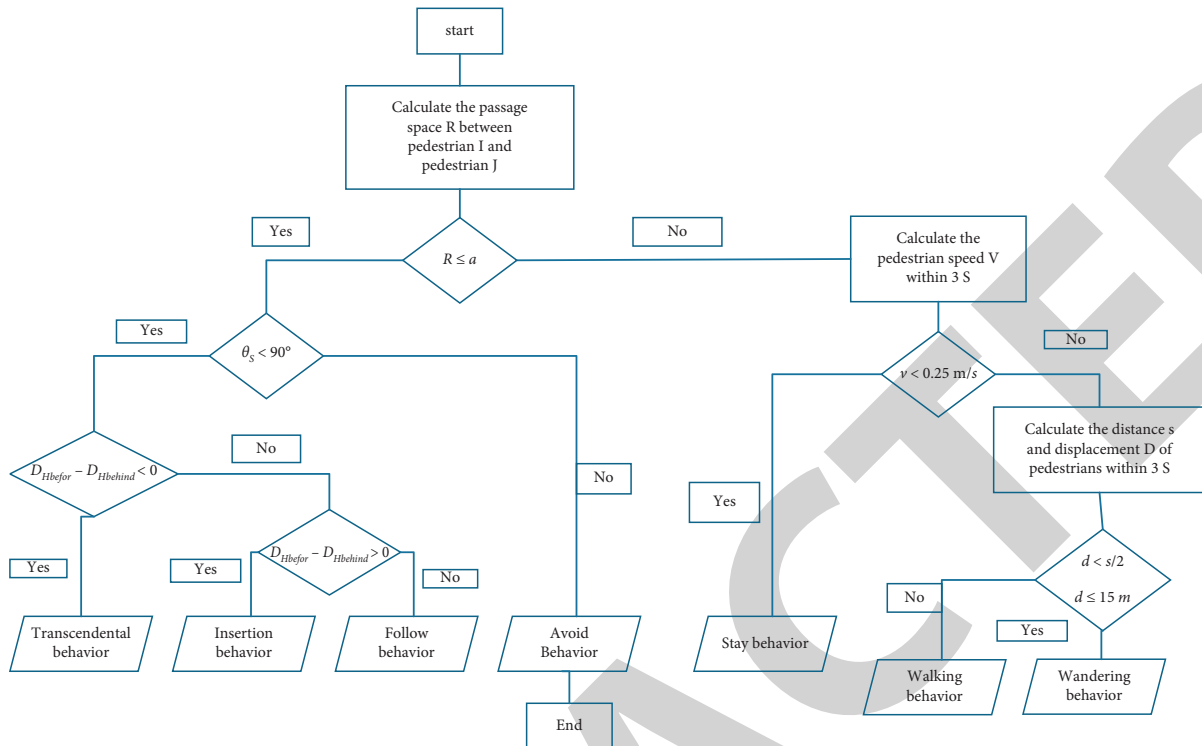 start
Calculate the passage
space R between
pedestrian I and
pedestrian J
Yes
No
R ≤ a
Calculate the
pedestrian speed V
within 3 S
Yes
θS < 90°
No
v < 0.25 m/s
Calculate the distance s
and displacement D of
pedestrians within 3 S
DHbefor − DHbehind < 0
No
No
Yes
DHbefor − DHbehind > 0
d < s/2
d ≤ 15 m
Yes
Yes
No
No
Yes
Transcendental
behavior
Insertion
behavior
Follow
behavior
Avoid
Behavior
Stay behavior
Walking
behavior
Wandering
behavior
End